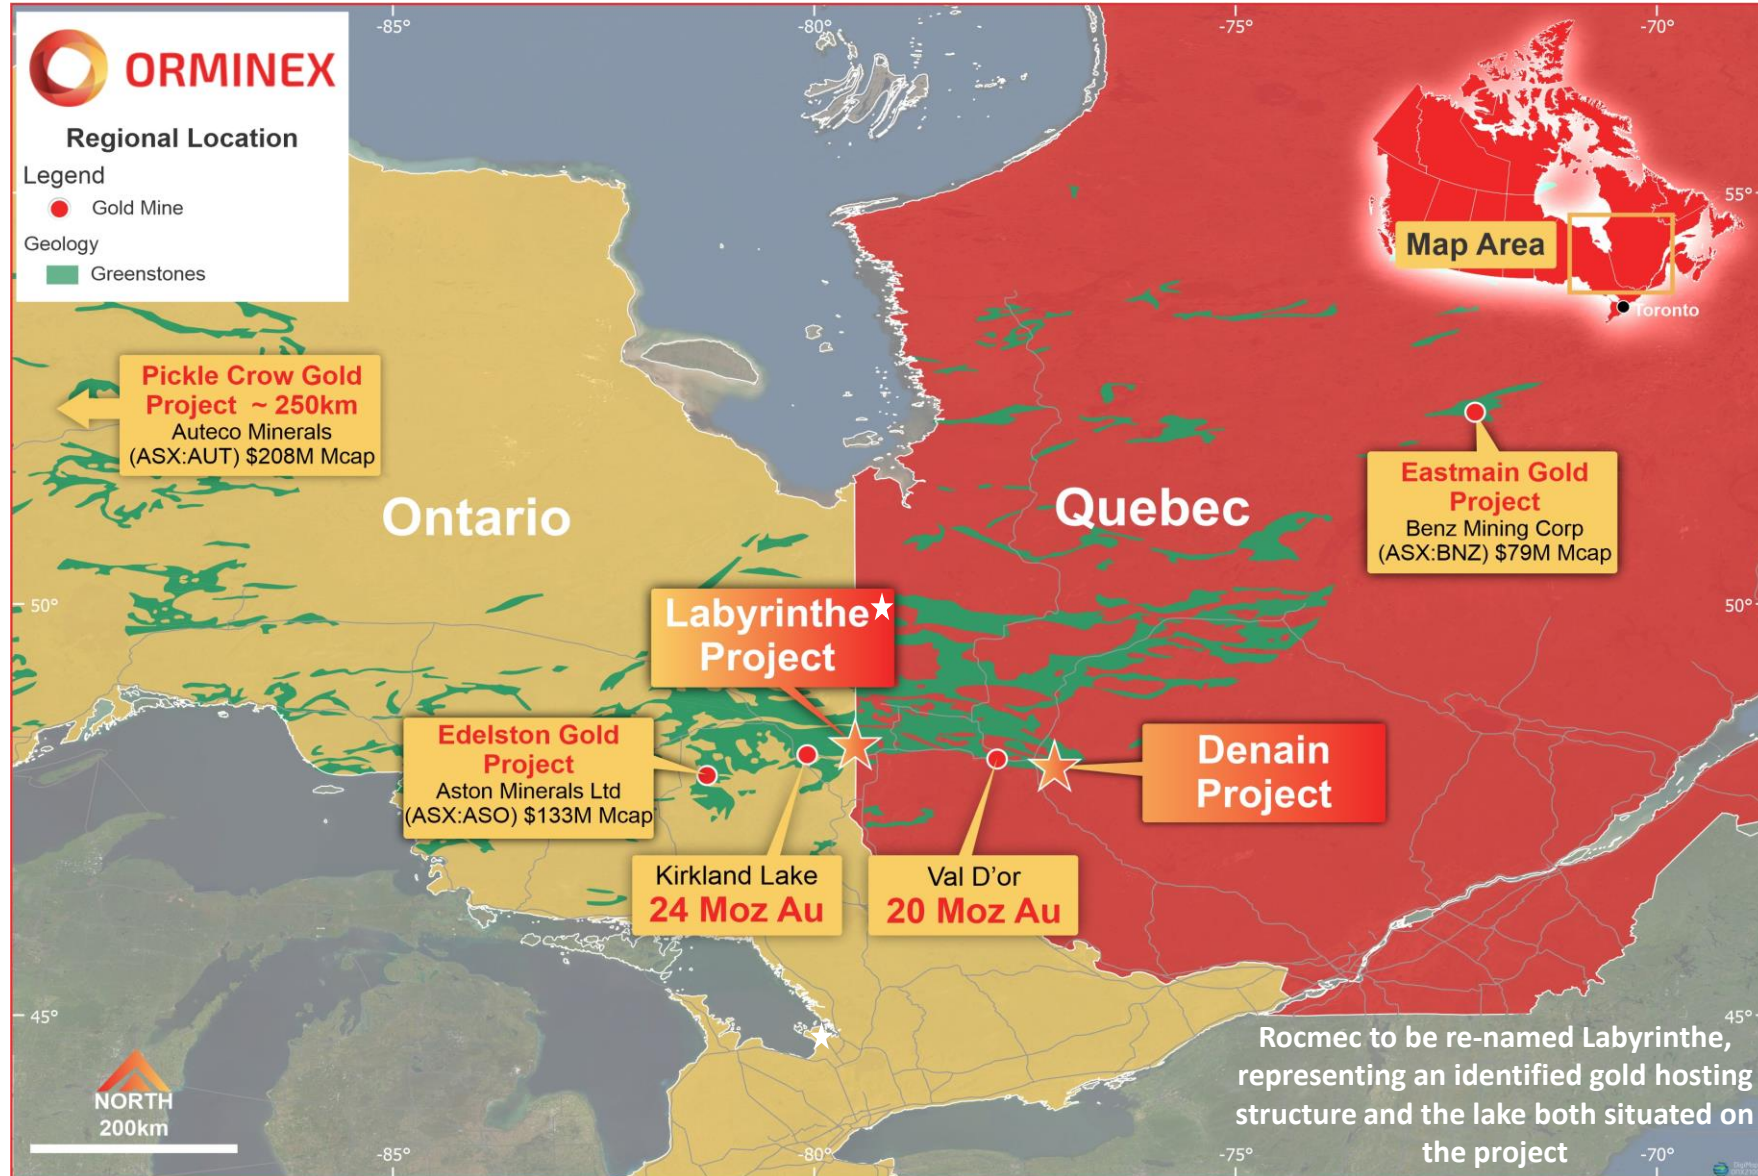 -85°
-80°
-75°
-70°
ORMINEX
Regional Location
Legend
Gold Mine
Geology
Greenstones
55°
Map Area
Toronto
Pickle Crow Gold
Project ~ 250km
Auteco Minerals
(ASX:AUT) $208M Mcap
Ontario
Quebec
Eastmain Gold
Project
Benz Mining Corp
(ASX:BNZ) $79M Mcap
50°
50°
Labyrinthe
Project
Edelston Gold
Project
Aston Minerals Ltd
(ASX:ASO) $133M Mcap
Denain
Project
Kirkland Lake
24 Moz Au
Val D'or
20 Moz Au
45°
45°
NORTH
200km
Rocmec to be re-named Labyrinthe,
representing an identified gold hosting
structure and the lake both situated on
the project
-85°
-80°
-75°
-70°